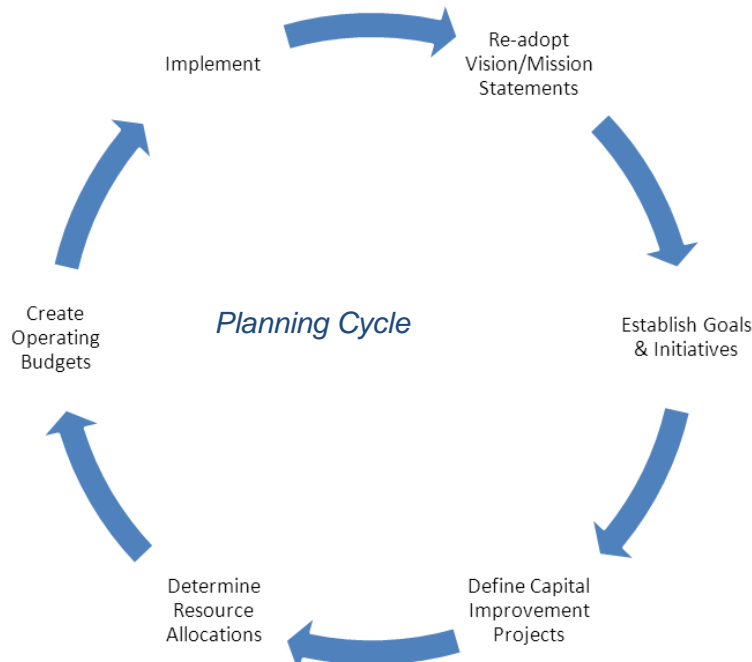 Implement
Re-adopt
Vision/Mission
Statements
Establish Goals
& Initiatives
Define Capital
Improvement
Projects
Determine
Resource
Allocations
Create
Operating
Budgets
Planning Cycle